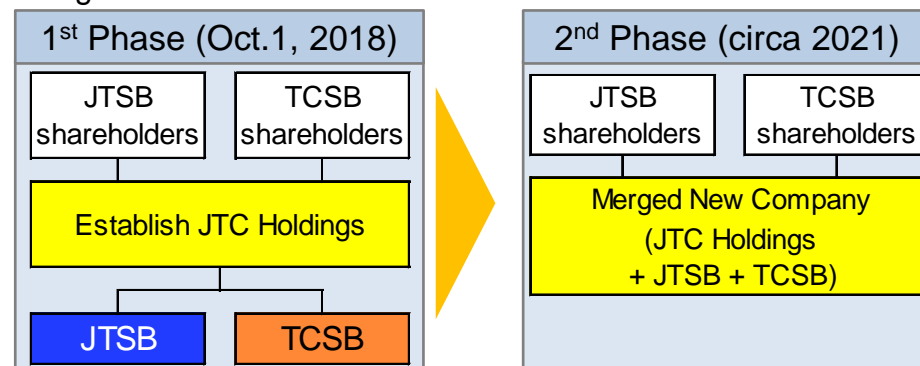 1st Phase (Oct.1, 2018)
JTSB
shareholders
TCSB
shareholders
Establish JTC Holdings
JTSB
TCSB
2nd Phase (circa 2021)
JTSB
shareholders
TCSB
shareholders
Merged New Company
(JTC Holdings
+ JTSB + TCSB)